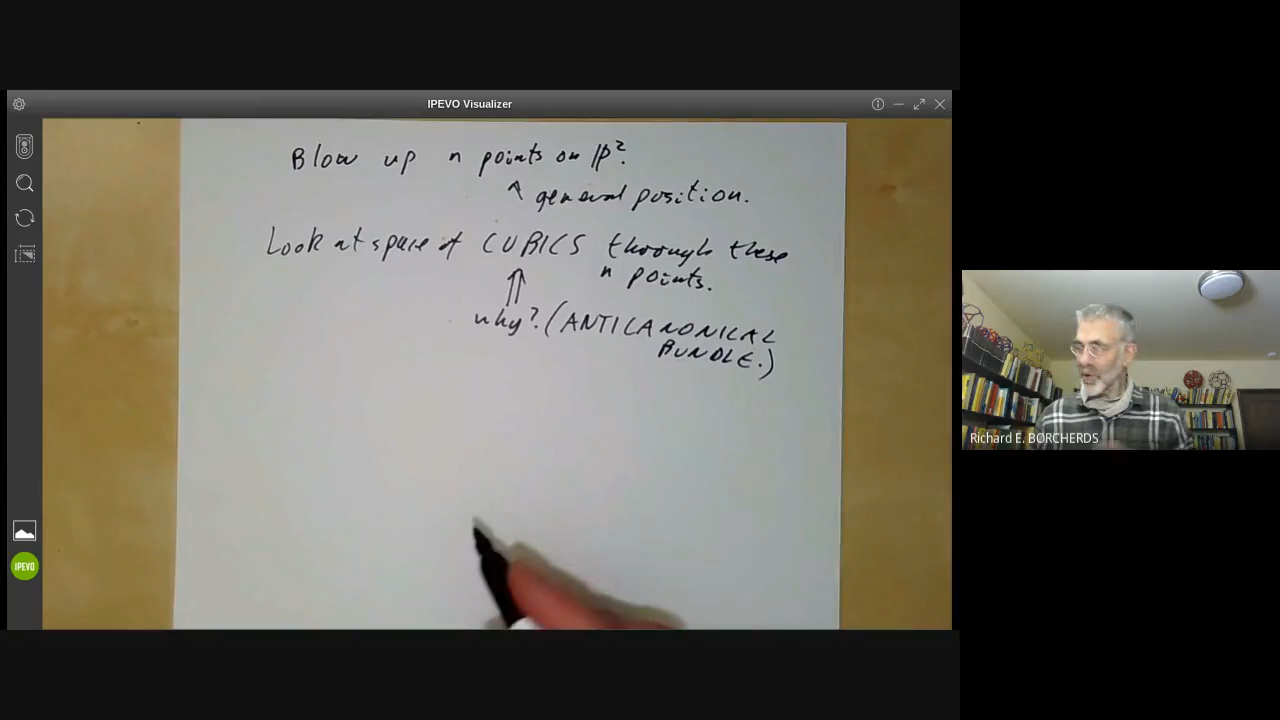 IPEVO Visualizer
Blow up n points on ℙ².
^ general position.
Look at space of CUBICS through these
n points.
why? (ANTICANONICAL
BUNDLE.)
IPEVO
Richard E. BORCHERDS